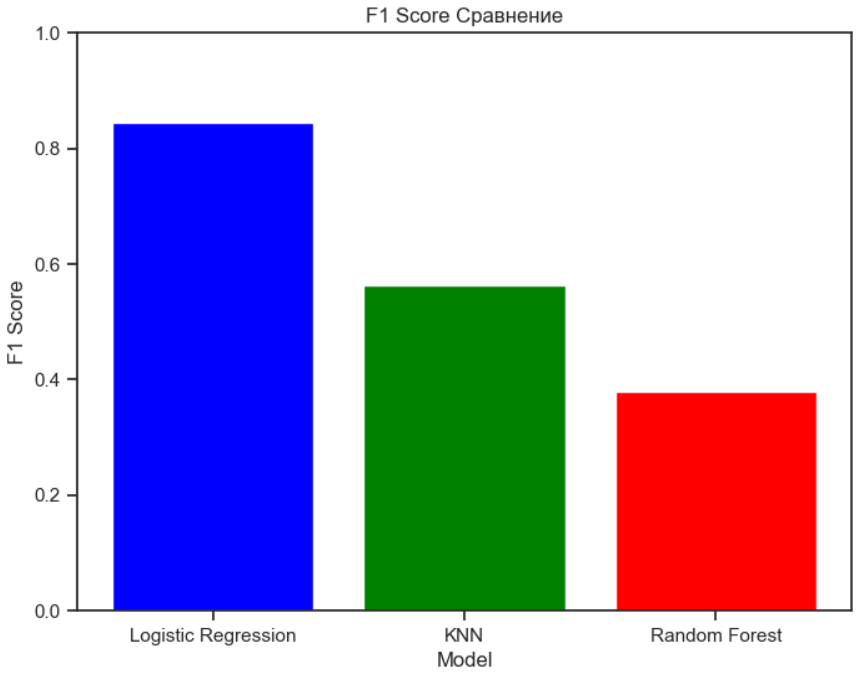 F1 Score Сравнение
1.0
0.8
0.6
0.4
0.2
0.0
F1 Score
Logistic Regression KNN Random Forest
Model